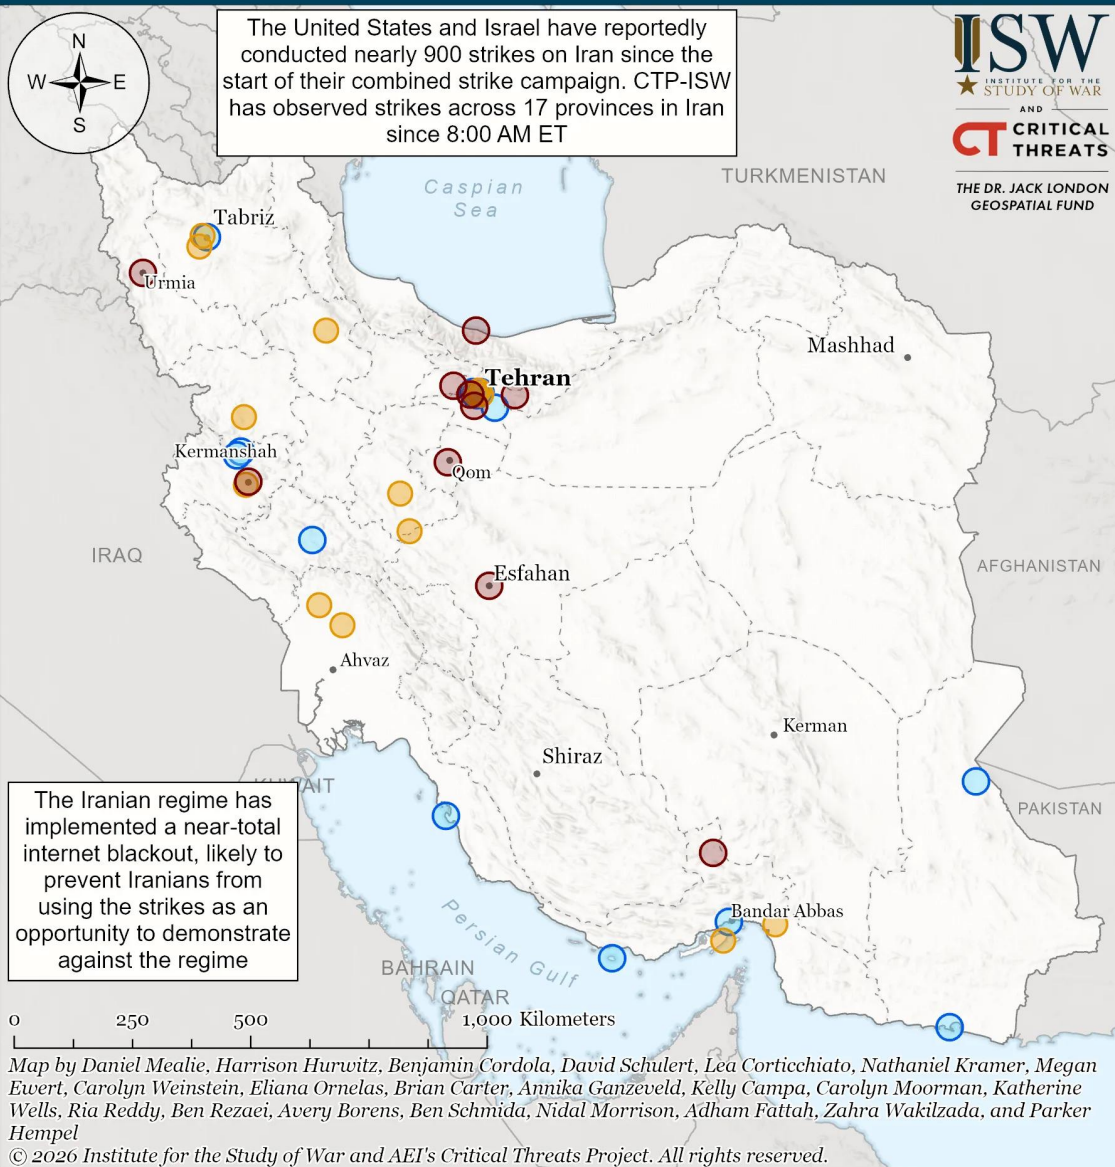 N
W
E
S
The United States and Israel have reportedly
conducted nearly 900 strikes on Iran since the
start of their combined strike campaign. CTP-ISW
has observed strikes across 17 provinces in Iran
since 8:00 AM ET
ISW
INSTITUTE FOR THE
STUDY OF WAR
AND
CT CRITICAL
THREATS
THE DR. JACK LONDON
GEOSPATIAL FUND
TURKMENISTAN
Caspian
Sea
Tabriz
Urmia
Mashhad
Tehran
Kermanshah
Qom
IRAQ
AFGHANISTAN
Esfahan
Ahvaz
Kerman
Shiraz
KUWAIT
PAKISTAN
The Iranian regime has
implemented a near-total
internet blackout, likely to
prevent Iranians from
using the strikes as an
opportunity to demonstrate
against the regime
Bandar Abbas
Persian Gulf
BAHRAIN
QATAR
0 250 500 1,000 Kilometers
Map by Daniel Mealie, Harrison Hurwitz, Benjamin Cordola, David Schulert, Lea Corticchiato, Nathaniel Kramer, Megan
Ewert, Carolyn Weinstein, Eliana Ornelas, Brian Carter, Annika Ganzeveld, Kelly Campa, Carolyn Moorman, Katherine
Wells, Ria Reddy, Ben Rezaei, Avery Borens, Ben Schmida, Nidal Morrison, Adham Fattah, Zahra Wakilzada, and Parker
Hempel
© 2026 Institute for the Study of War and AEI's Critical Threats Project. All rights reserved.